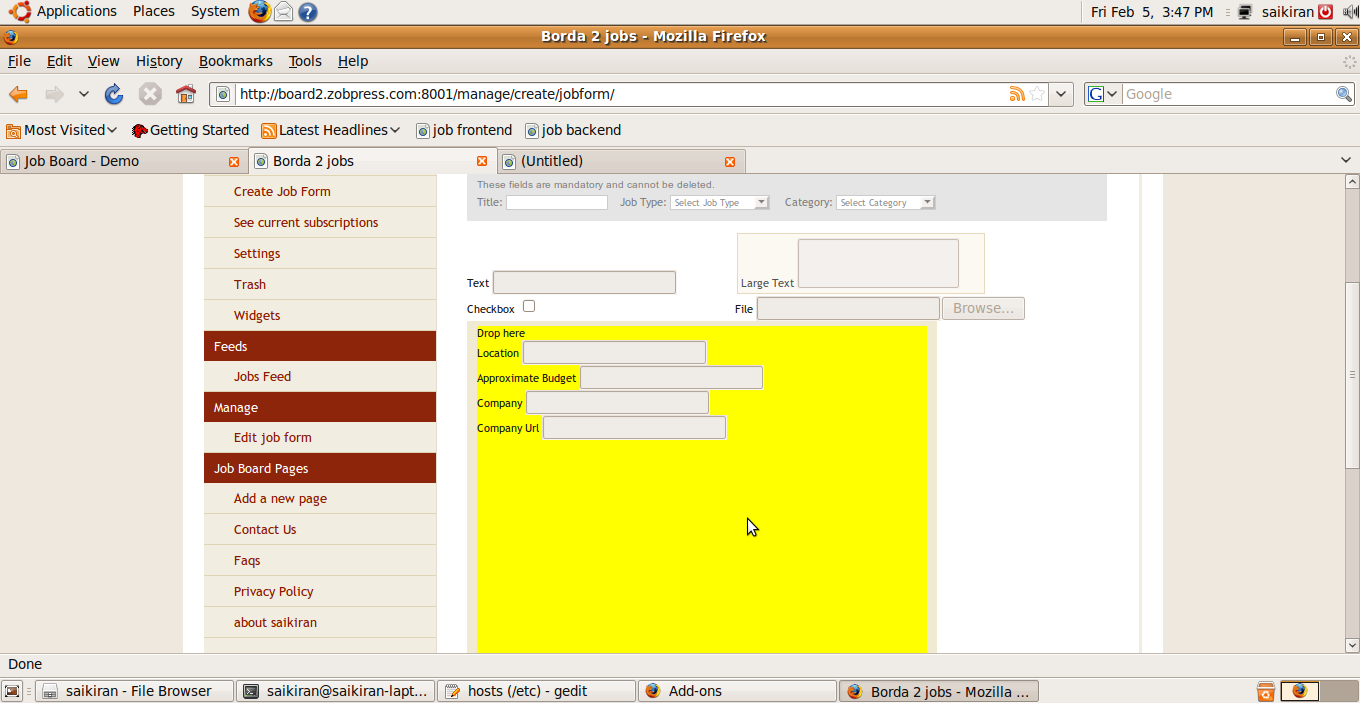 Applications Places System ? Fri Feb 5, 3:47 PM saikiran
Borda 2 jobs - Mozilla Firefox
File Edit View History Bookmarks Tools Help
http://board2.zobpress.com:8001/manage/create/jobform/ G Google
Most Visited Getting Started Latest Headlines job frontend job backend
Job Board - Demo Borda 2 jobs (Untitled)
Create Job Form
See current subscriptions
Settings
Trash
Widgets
Feeds
Jobs Feed
Manage
Edit job form
Job Board Pages
Add a new page
Contact Us
Faqs
Privacy Policy
about saikiran
These fields are mandatory and cannot be deleted.
Title: Job Type: Select Job Type Category: Select Category
Text Large Text
Checkbox File Browse...
Drop here
Location
Approximate Budget
Company
Company Url
Done
saikiran - File Browser saikiran@saikiran-lapt... hosts (/etc) - gedit Add-ons Borda 2 jobs - Mozilla ...